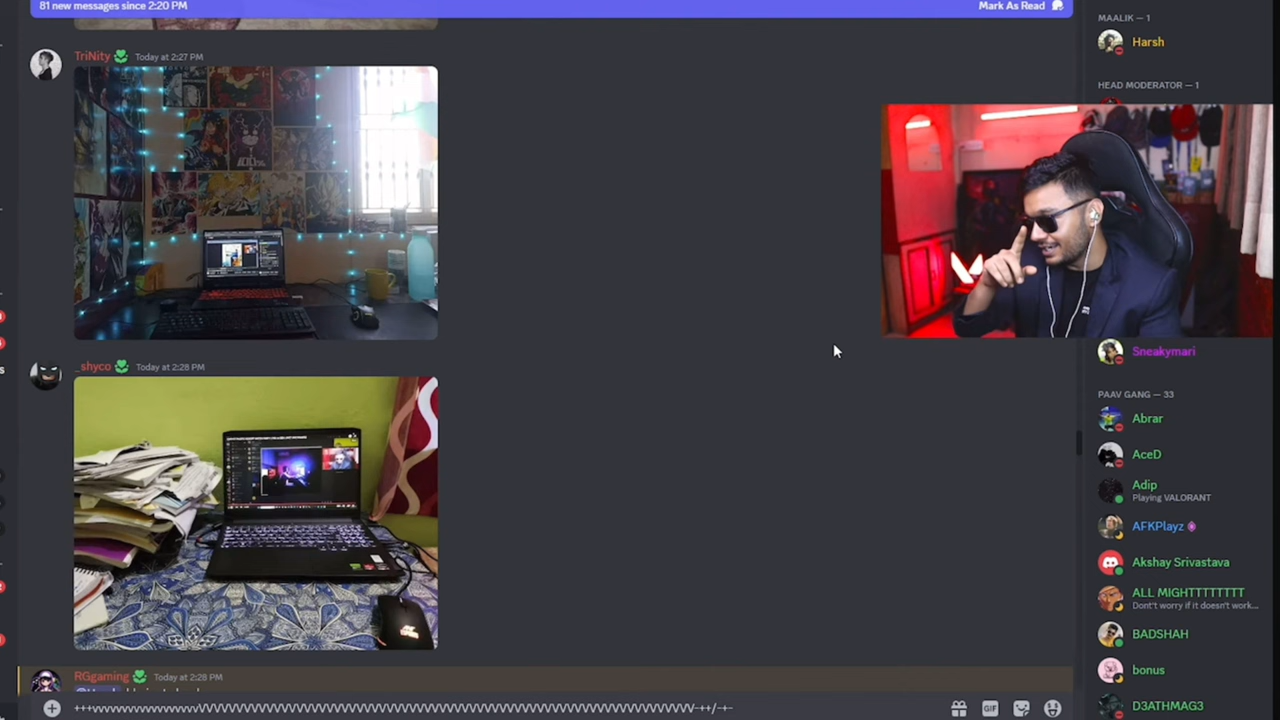 81 new messages since 2:20 PM
Mark As Read
TriNity
Today at 2:27 PM
_shyco
Today at 2:28 PM
RGgaming
Today at 2:28 PM
MAALIK — 1
Harsh
HEAD MODERATOR — 1
Sneakymari
PAAV GANG — 33
Abrar
AceD
Adip
Playing VALORANT
AFKPlayz
Akshay Srivastava
ALL MIGHTTTTTTTT
Dont't worry if it doesn't work...
BADSHAH
bonus
D3ATHMAG3
GIF